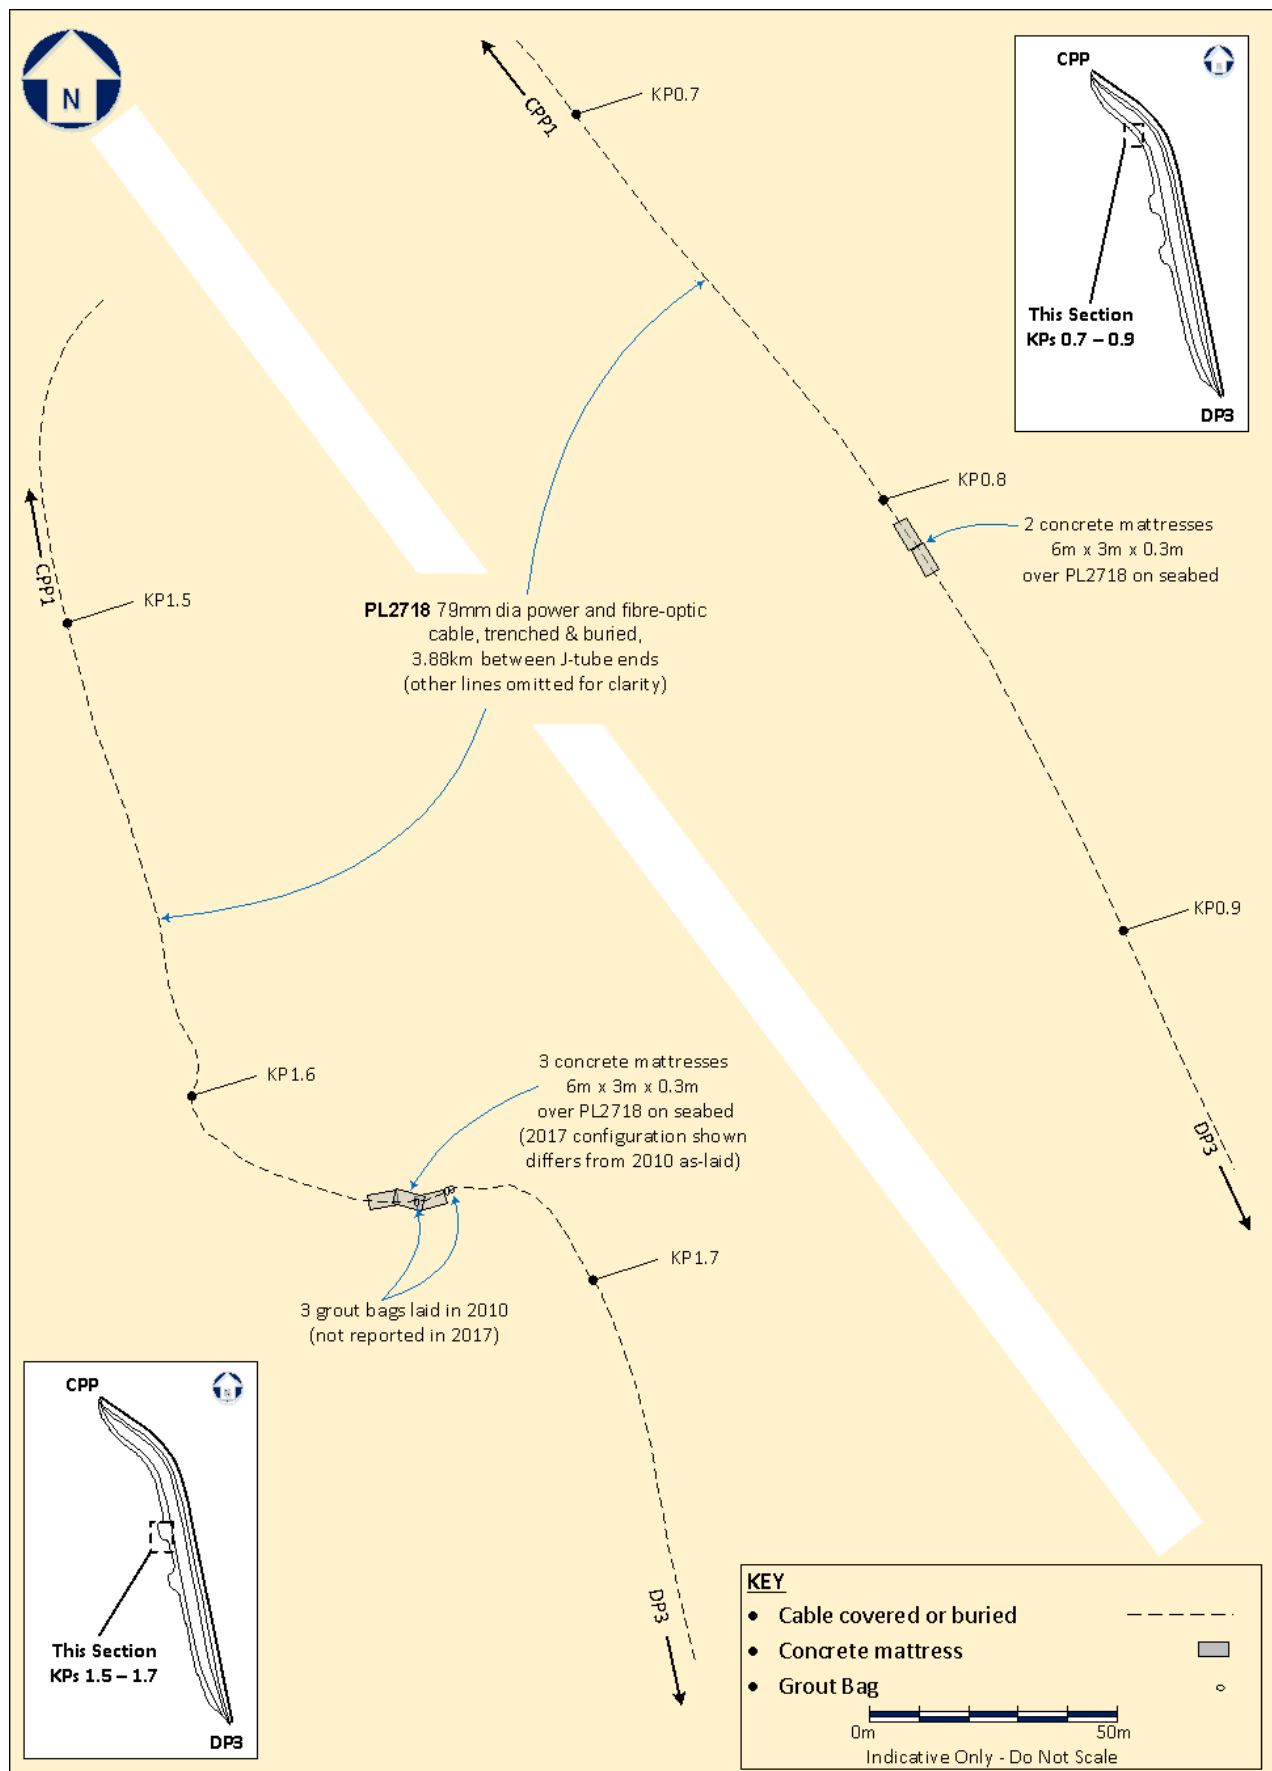 N
CPP1
KP0.7
CPP
This Section
KPs 0.7 – 0.9
DP3
KP0.8
2 concrete mattresses
6m x 3m x 0.3m
over PL2718 on seabed
CPP1
KP1.5
PL2718 79mm dia power and fibre-optic
cable, trenched & buried,
3.88km between J-tube ends
(other lines omitted for clarity)
KP0.9
DP3
KP1.6
3 concrete mattresses
6m x 3m x 0.3m
over PL2718 on seabed
(2017 configuration shown
differs from 2010 as-laid)
KP1.7
3 grout bags laid in 2010
(not reported in 2017)
CPP
N
This Section
KPs 1.5 – 1.7
DP3
DP3
KEY
• Cable covered or buried
• Concrete mattress
• Grout Bag
0m 50m
Indicative Only - Do Not Scale